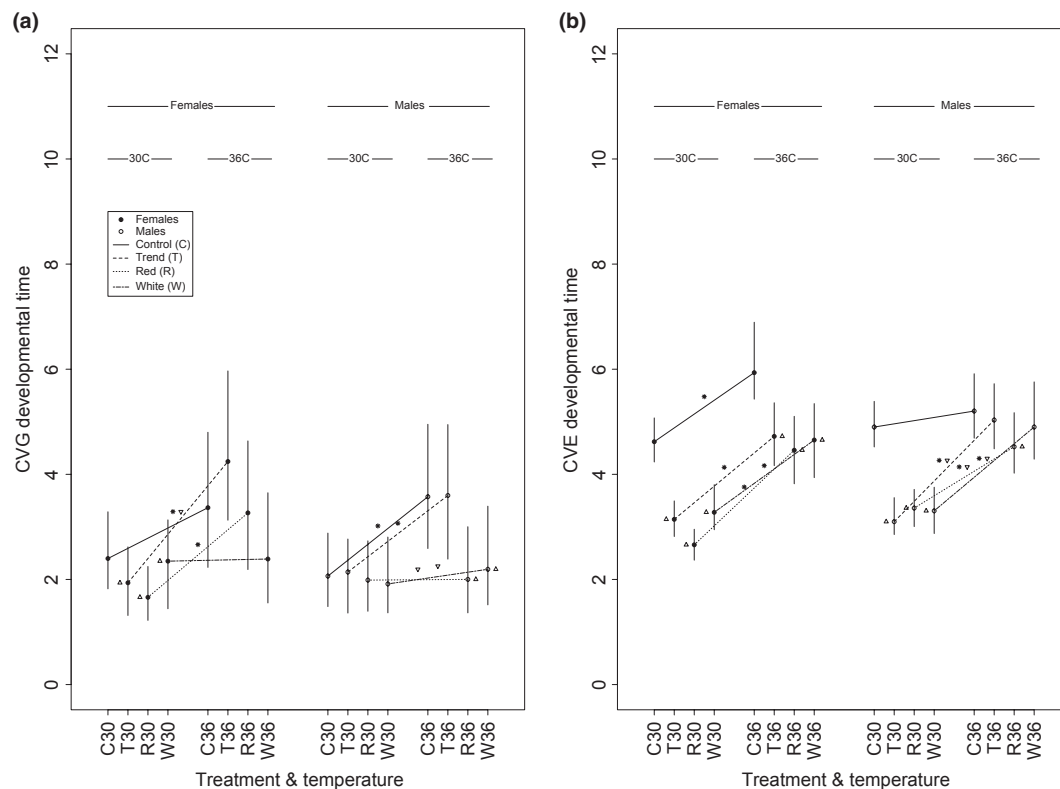 (a)
CVG developmental time
12
10
8
6
4
2
0
Females
Males
30C
36C
30C
36C
Females
Males
Control (C)
Trend (T)
Red (R)
White (W)
C30
T30
R30
W30
C36
T36
R36
W36
C30
T30
R30
W30
C36
T36
R36
W36
Treatment & temperature
(b)
CVE developmental time
12
10
8
6
4
2
0
Females
Males
30C
36C
30C
36C
C30
T30
R30
W30
C36
T36
R36
W36
C30
T30
R30
W30
C36
T36
R36
W36
Treatment & temperature